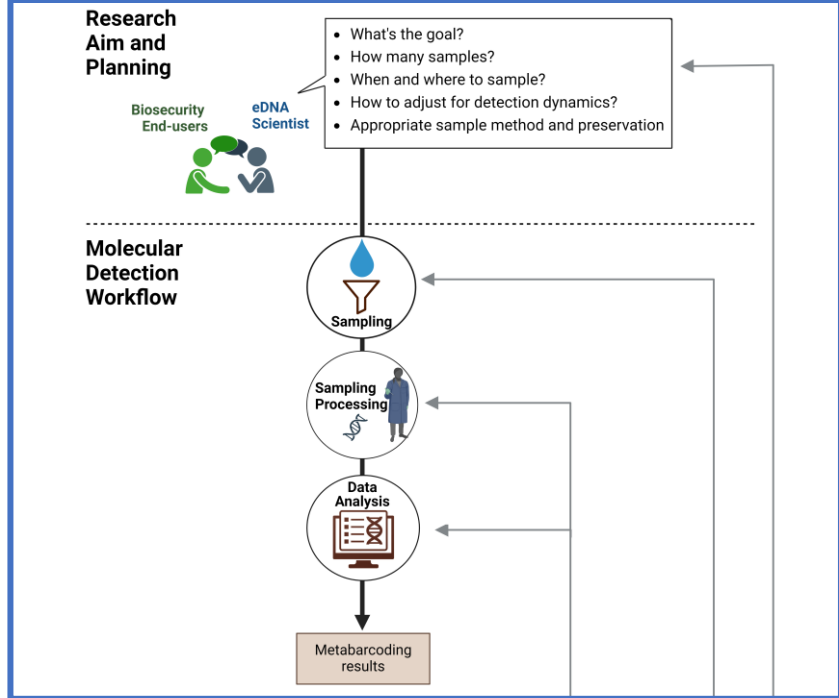 Research
Aim and
Planning
What's the goal?
How many samples?
When and where to sample?
How to adjust for detection dynamics?
Appropriate sample method and preservation
Biosecurity
End-users
eDNA
Scientist
Molecular
Detection
Workflow
Sampling
Sampling
Processing
Data
Analysis
Metabarcoding
results